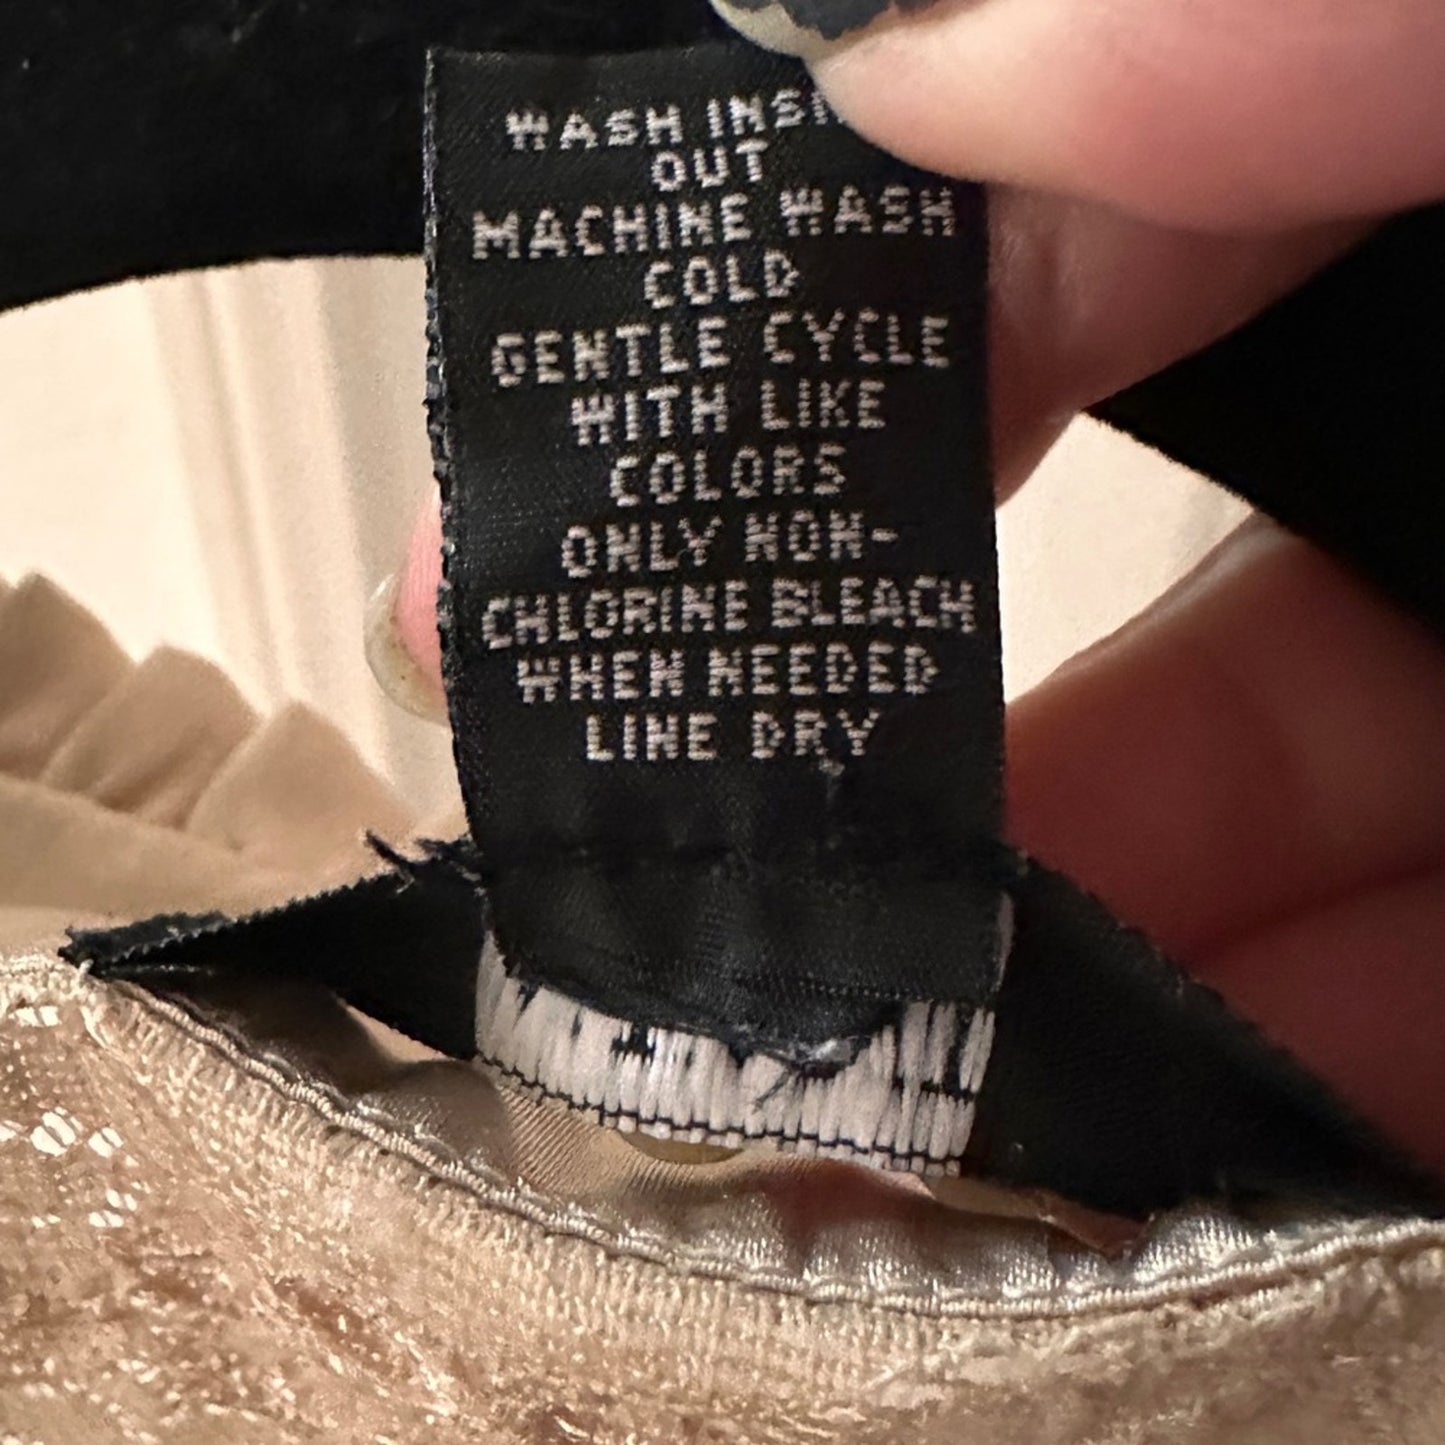 WASH INSI
OUT
MACHINE WASH
COLD
GENTLE CYCLE
WITH LIKE
COLORS
ONLY NON-
CHLORINE BLEACH
WHEN NEEDED
LINE DRY